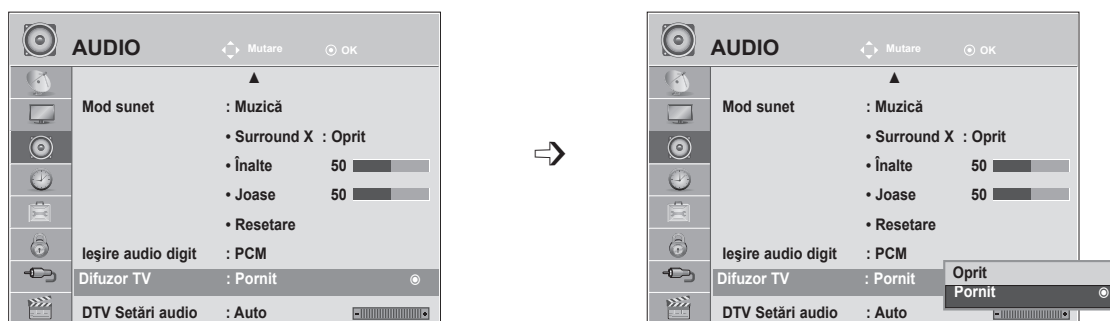 AUDIO Mutare OK
Mod sunet : Muzică
• Surround X : Oprit
• Înalte 50
• Joase 50
• Resetare
Ieşire audio digit : PCM
Difuzor TV : Pornit
DTV Setări audio : Auto
AUDIO Mutare OK
Mod sunet : Muzică
• Surround X : Oprit
• Înalte 50
• Joase 50
• Resetare
Ieşire audio digit : PCM
Difuzor TV : Pornit
Oprit
Pornit
DTV Setări audio : Auto